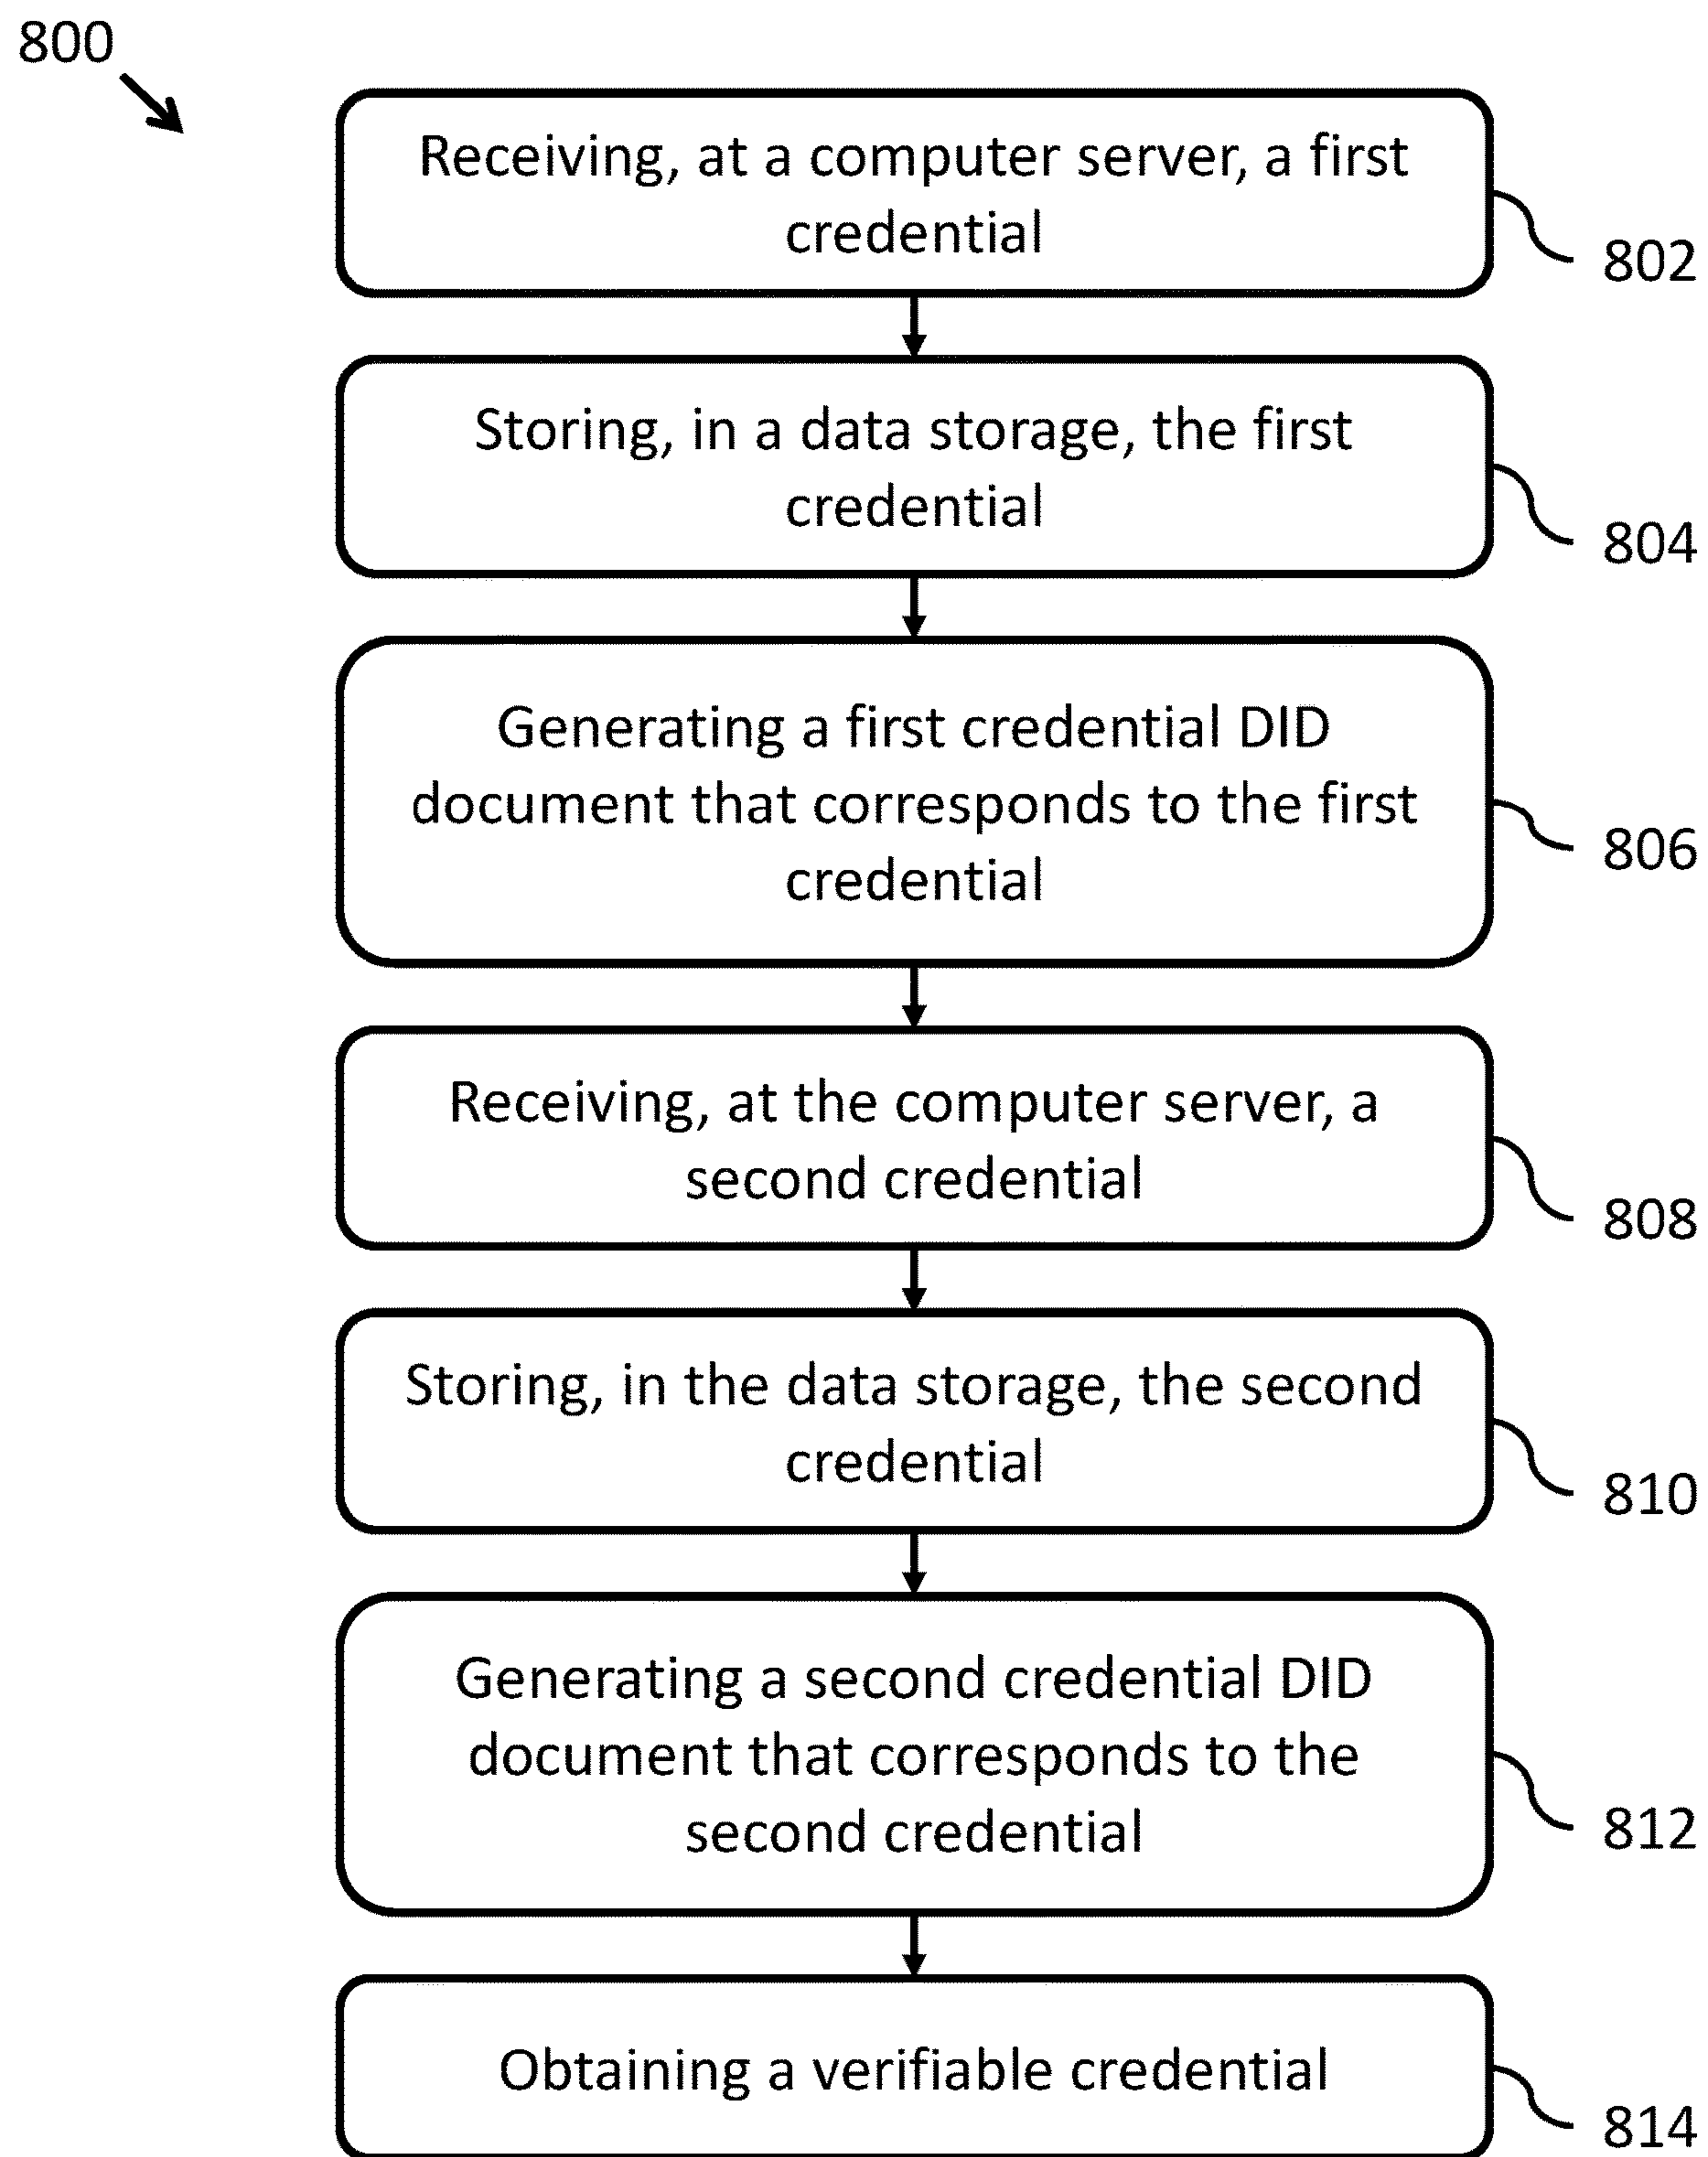 800
Receiving, at a computer server, a first
credential
802
Storing, in a data storage, the first
credential
804
Generating a first credential DID
document that corresponds to the first
credential
806
Receiving, at the computer server, a
second credential
808
Storing, in the data storage, the second
credential
810
Generating a second credential DID
document that corresponds to the
second credential
812
Obtaining a verifiable credential
814